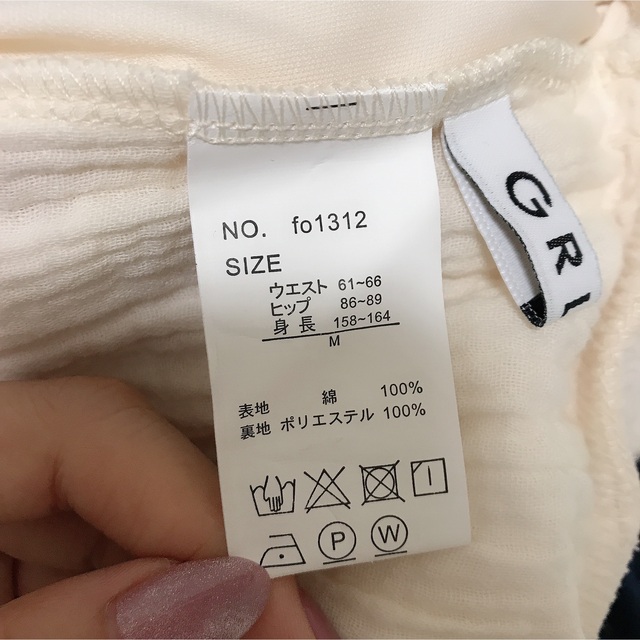 NO. fo1312
SIZE
ウエスト 61~66
ヒップ 86~89
身長 158~164
M
表地 綿 100%
裏地 ポリエステル 100%
P W
GR